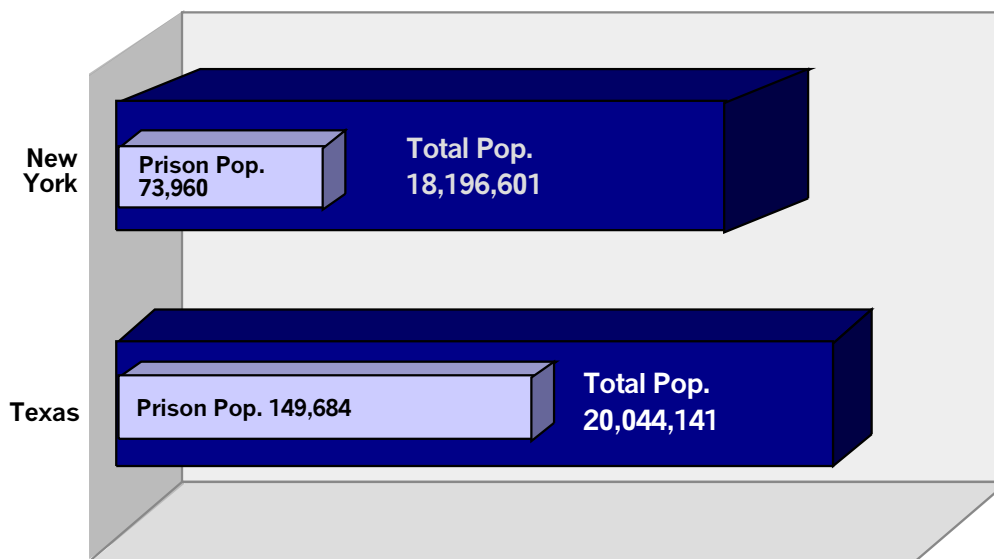 New
York
Prison Pop.
73,960
Total Pop.
18,196,601
Texas
Prison Pop. 149,684
Total Pop.
20,044,141